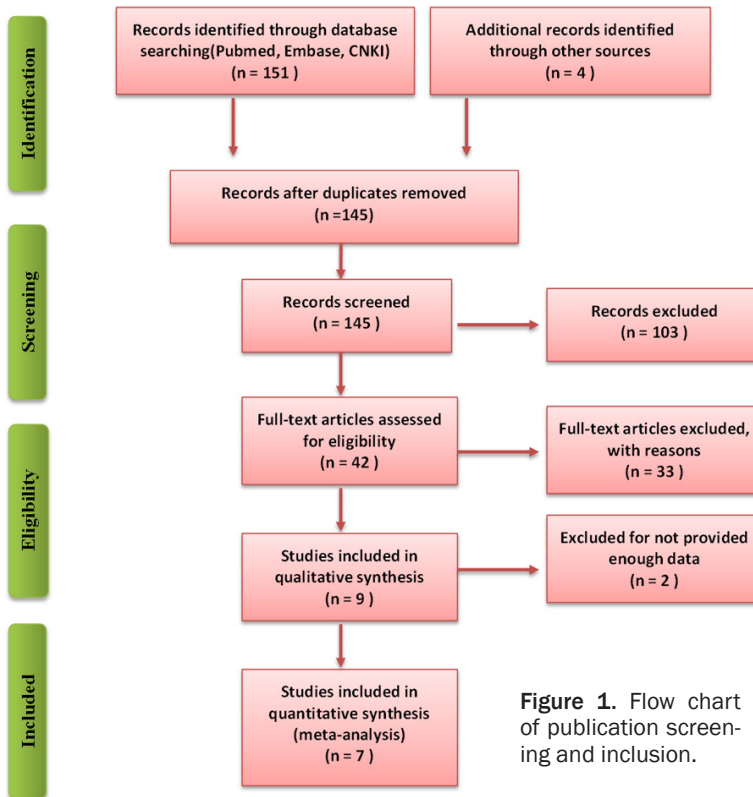 Identification
Records identified through database
searching(Pubmed, Embase, CNKI)
(n = 151 )
Additional records identified
through other sources
(n = 4 )
Records after duplicates removed
(n =145)
Screening
Records screened
(n = 145 )
Records excluded
(n = 103 )
Eligibility
Full-text articles assessed
for eligibility
(n = 42 )
Full-text articles excluded,
with reasons
(n = 33 )
Studies included in
qualitative synthesis
(n = 9 )
Excluded for not provided
enough data
(n = 2 )
Included
Studies included in
quantitative synthesis
(meta-analysis)
(n = 7 )
Figure 1. Flow chart
of publication screen-
ing and inclusion.